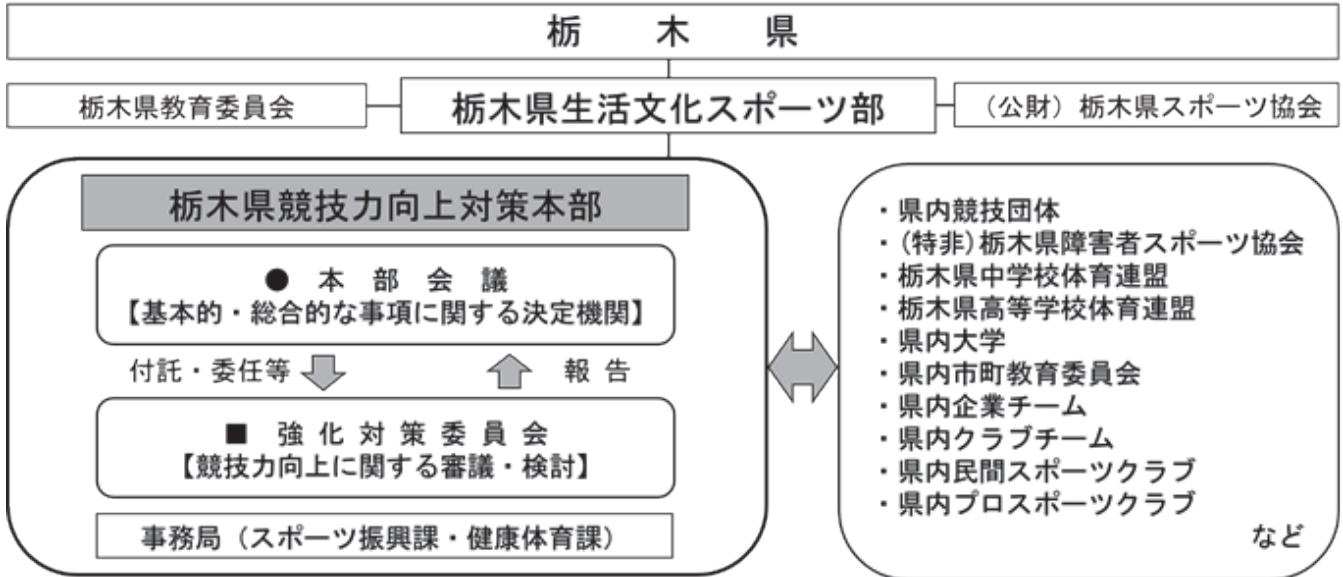 栃木県
栃木県教育委員会
栃木県生活文化スポーツ部
（公財）栃木県スポーツ協会
栃木県競技力向上対策本部
● 本部会議
【基本的・総合的な事項に関する決定機関】
付託・委任等
報告
■ 強化対策委員会
【競技力向上に関する審議・検討】
事務局（スポーツ振興課・健康体育課）
・県内競技団体
・(特非)栃木県障害者スポーツ協会
・栃木県中学校体育連盟
・栃木県高等学校体育連盟
・県内大学
・県内市町教育委員会
・県内企業チーム
・県内クラブチーム
・県内民間スポーツクラブ
・県内プロスポーツクラブ
など